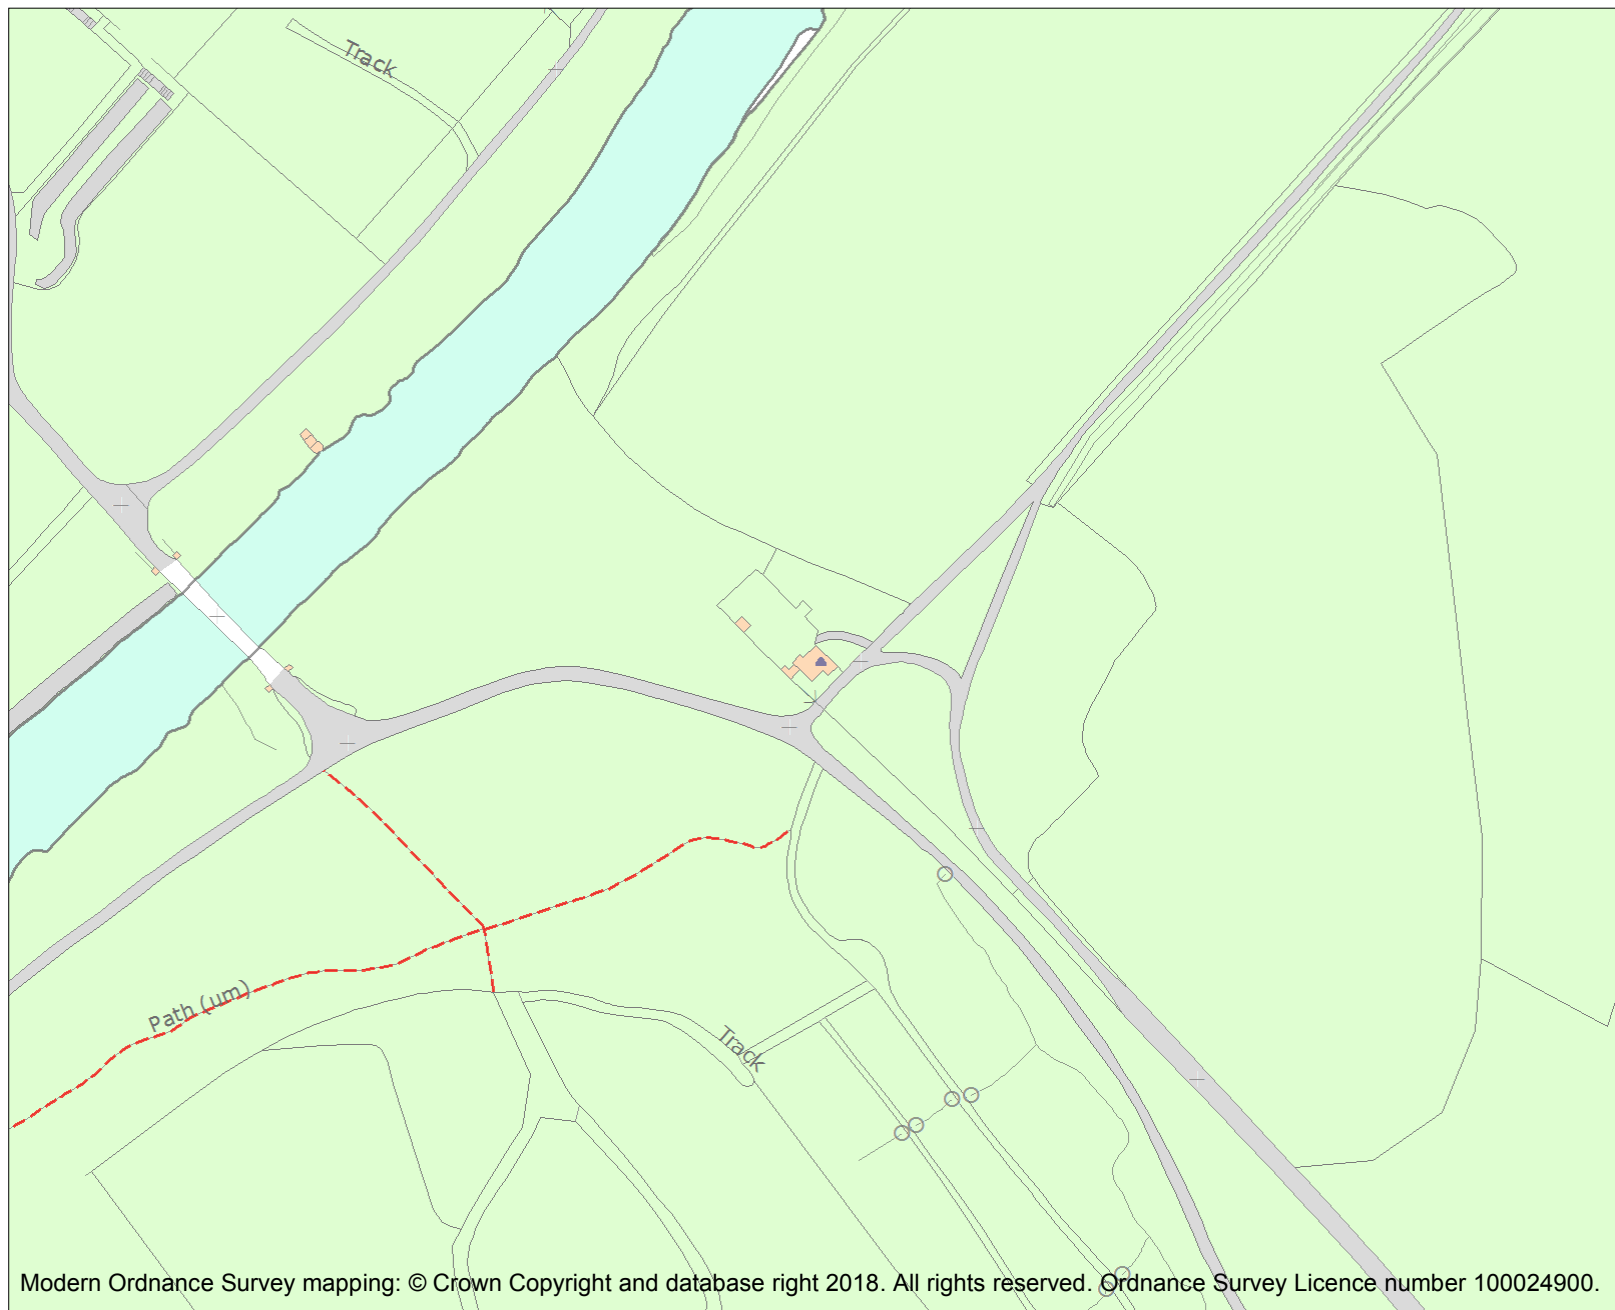 Track
Path (um)
Track
Modern Ordnance Survey mapping: © Crown Copyright and database right 2018. All rights reserved. Ordnance Survey Licence number 100024900.